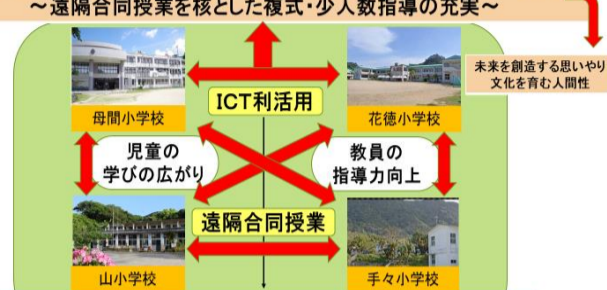 ～遠隔合同授業を核とした複式・少人数指導の充実～
未来を創造する思いやり
文化を育む人間性
母間小学校
ICT利活用
花徳小学校
児童の
学びの広がり
教員の
指導力向上
遠隔合同授業
山小学校
手々小学校